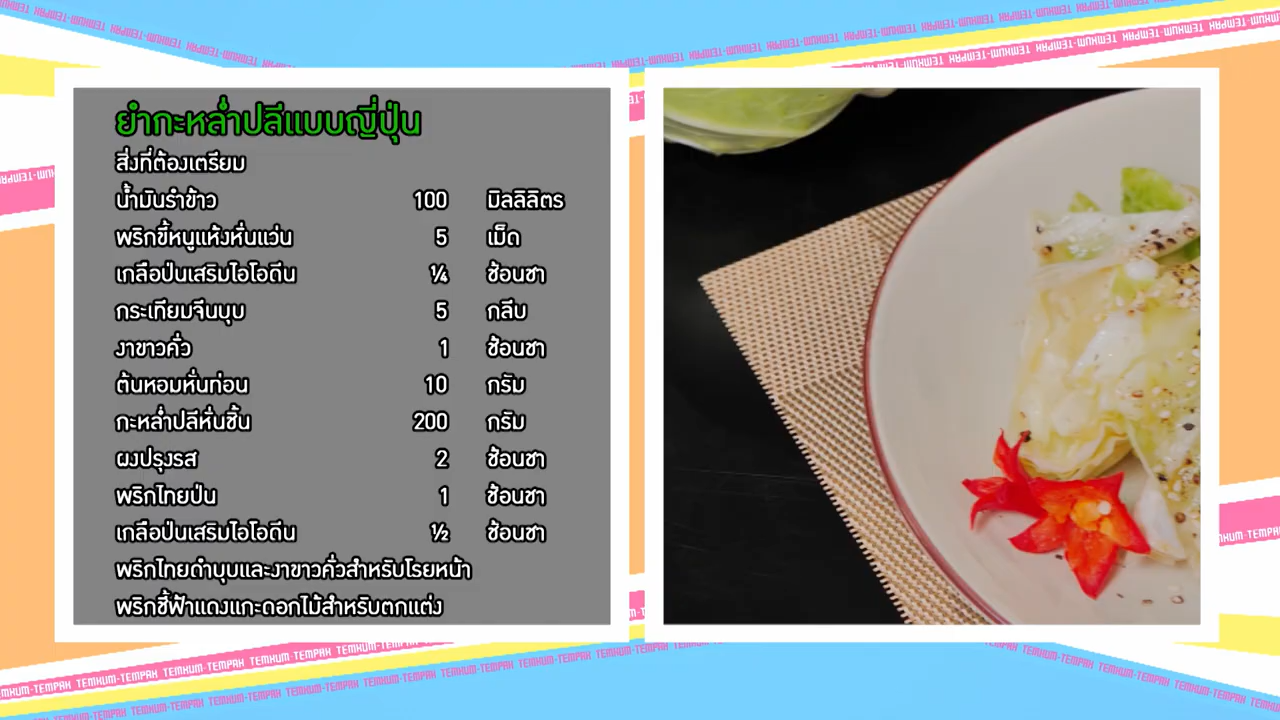 ยำกะหล่ำปลีแบบญี่ปุ่น
สิ่งที่ต้องเตรียม
น้ำมันรำข้าว 100 มิลลิลิตร
พริกขี้หนูแห้งหั่นแว่น 5 เม็ด
เกลือป่นเสริมไอโอดีน ¼ ช้อนชา
กระเทียมจีนบุบ 5 กลีบ
งาขาวคั่ว 1 ช้อนชา
ต้นหอมหั่นท่อน 10 กรัม
กะหล่ำปลีหั่นชิ้น 200 กรัม
ผงปรุงรส 2 ช้อนชา
พริกไทยป่น 1 ช้อนชา
เกลือป่นเสริมไอโอดีน ½ ช้อนชา
พริกไทยดำบุบและงาขาวคั่วสำหรับโรยหน้า
พริกชี้ฟ้าแดงแกะดอกไม้สำหรับตกแต่ง
TEMHUM-TEMPAK TEMHUM-TEMPAK TEMHUM-TEMPAK TEMHUM-TEMPAK